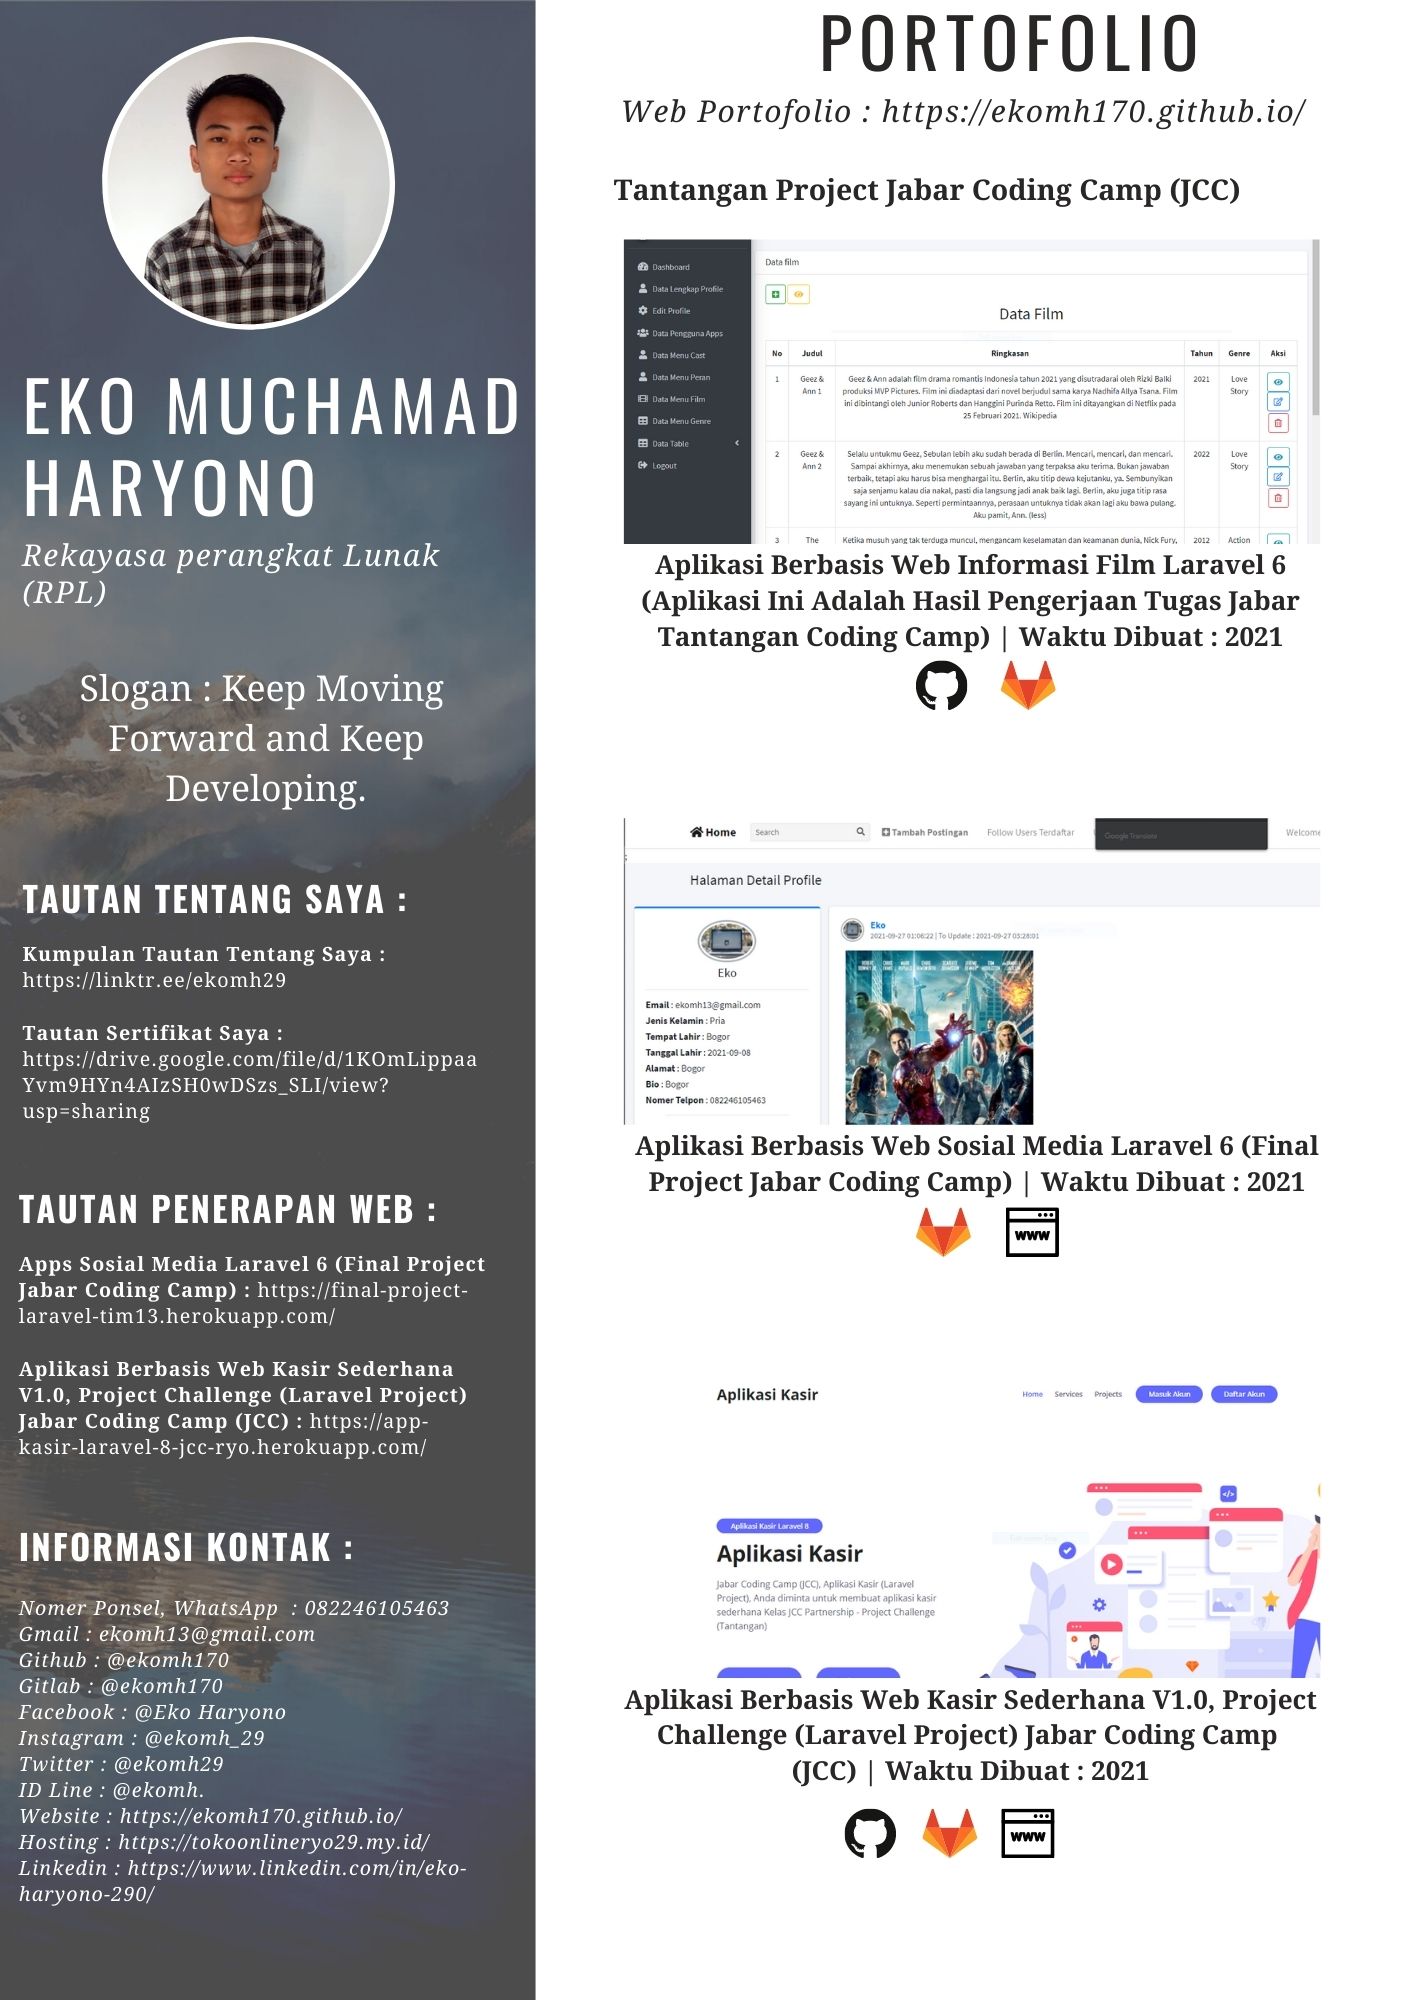 EKO MUCHAMAD
HARYONO
Rekayasa perangkat Lunak
(RPL)
Slogan : Keep Moving
Forward and Keep
Developing.
TAUTAN TENTANG SAYA :
Kumpulan Tautan Tentang Saya :
https://linktr.ee/ekomh29
Tautan Sertifikat Saya :
https://drive.google.com/file/d/1KOmLippaa
Yvm9HYn4AIzSH0wDSzs_SLI/view?
usp=sharing
TAUTAN PENERAPAN WEB :
Apps Sosial Media Laravel 6 (Final Project
Jabar Coding Camp) : https://final-project-
laravel-tim13.herokuapp.com/
Aplikasi Berbasis Web Kasir Sederhana
V1.0, Project Challenge (Laravel Project)
Jabar Coding Camp (JCC) : https://app-
kasir-laravel-8-jcc-ryo.herokuapp.com/
INFORMASI KONTAK :
Nomer Ponsel, WhatsApp : 082246105463
Gmail : ekomh13@gmail.com
Github : @ekomh170
Gitlab : @ekomh170
Facebook : @Eko Haryono
Instagram : @ekomh_29
Twitter : @ekomh29
ID Line : @ekomh.
Website : https://ekomh170.github.io/
Hosting : https://tokoonlineryo29.my.id/
Linkedin : https://www.linkedin.com/in/eko-
haryono-290/
PORTOFOLIO
Web Portofolio : https://ekomh170.github.io/
Tantangan Project Jabar Coding Camp (JCC)
Dashboard
Data Lengkap Profile
Edit Profile
Data Pengguna Apps
Data Menu Cast
Data Menu Peran
Data Menu Film
Data Menu Genre
Data Table
Logout
Data film
Data Film
No Judul Ringkasan Tahun Genre Aksi
1 Geez & Ann 1 Geez & Ann adalah film drama romantis Indonesia tahun 2021 yang disutradarai oleh Rizki Balki 2021 Love Story
produksi MVP Pictures. Film ini diadaptasi dari novel berjudul sama karya Nadhifa Allya Tsana. Film
ini dibintangi oleh Junior Roberts dan Hanggini Purinda Retto. Film ini ditayangkan di Netflix pada
25 Februari 2021. Wikipedia
2 Geez & Ann 2 Selalu untukmu Geez, Sebulan lebih aku sudah berada di Berlin. Mencari, mencari, dan mencari. 2022 Love Story
Sampai akhirnya, aku menemukan sebuah jawaban yang terpaksa aku terima. Bukan jawaban
terbaik, tetapi aku harus bisa menghargai itu. Berlin, aku titip dewa kejutanku, ya. Sembunyikan
saja senjamu kalau dia nakal, pasti dia langsung jadi anak baik lagi. Berlin, aku juga titip rasa
sayang ini untuknya. Seperti permintaannya, perasaan untuknya tidak akan lagi aku bawa pulang.
Aku pamit, Ann. (less)
3 The Ketika musuh yang tak terduga muncul, mengancam keselamatan dan keamanan dunia, Nick Fury, 2012 Action
Aplikasi Berbasis Web Informasi Film Laravel 6
(Aplikasi Ini Adalah Hasil Pengerjaan Tugas Jabar
Tantangan Coding Camp) | Waktu Dibuat : 2021
Home Search Tambah Postingan Follow Users Terdaftar Google Translate Welcome
Halaman Detail Profile
Eko
Email : ekomh13@gmail.com
Jenis Kelamin : Pria
Tempat Lahir : Bogor
Tanggal Lahir : 2021-09-08
Alamat : Bogor
Bio : Bogor
Nomer Telpon : 082246105463
Eko
2021-09-27 01:06:22 | To Update : 2021-09-27 03:28:01
Aplikasi Berbasis Web Sosial Media Laravel 6 (Final
Project Jabar Coding Camp) | Waktu Dibuat : 2021
WWW
Aplikasi Kasir Home Services Projects Masuk Akun Daftar Akun
Aplikasi Kasir Laravel 8
Aplikasi Kasir
Jabar Coding Camp (JCC), Aplikasi Kasir (Laravel
Project), Anda diminta untuk membuat aplikasi kasir
sederhana Kelas JCC Partnership - Project Challenge
(Tantangan)
Aplikasi Berbasis Web Kasir Sederhana V1.0, Project
Challenge (Laravel Project) Jabar Coding Camp
(JCC) | Waktu Dibuat : 2021
WWW